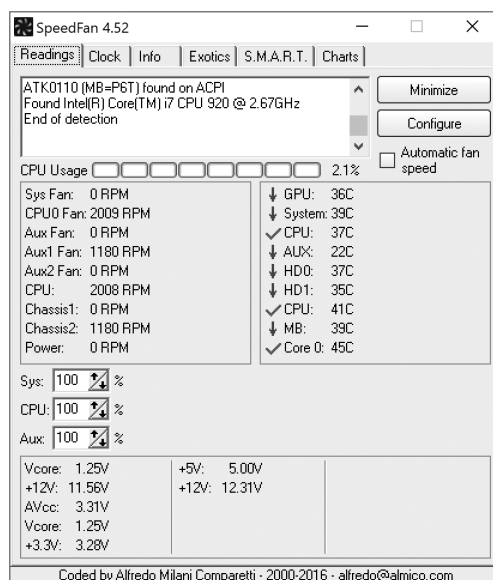 SpeedFan 4.52
Readings Clock Info Exotics S.M.A.R.T. Charts
ATK0110 (MB=P6T) found on ACPI
Found Intel(R) Core(TM) i7 CPU 920 @ 2.67GHz
End of detection
Minimize
Configure
Automatic fan speed
CPU Usage 2.1%
Sys Fan: 0 RPM
CPU0 Fan: 2009 RPM
Aux Fan: 0 RPM
Aux1 Fan: 1180 RPM
Aux2 Fan: 0 RPM
CPU: 2008 RPM
Chassis1: 0 RPM
Chassis2: 1180 RPM
Power: 0 RPM
GPU: 36C
System: 39C
CPU: 37C
AUX: 22C
HD0: 37C
HD1: 35C
CPU: 41C
MB: 39C
Core 0: 45C
Sys: 100 %
CPU: 100 %
Aux: 100 %
Vcore: 1.25V
+12V: 11.56V
AVcc: 3.31V
Vcore: 1.25V
+3.3V: 3.28V
+5V: 5.00V
+12V: 12.31V
Coded by Alfredo Milani Comparetti - 2000-2016 - alfredo@almico.com